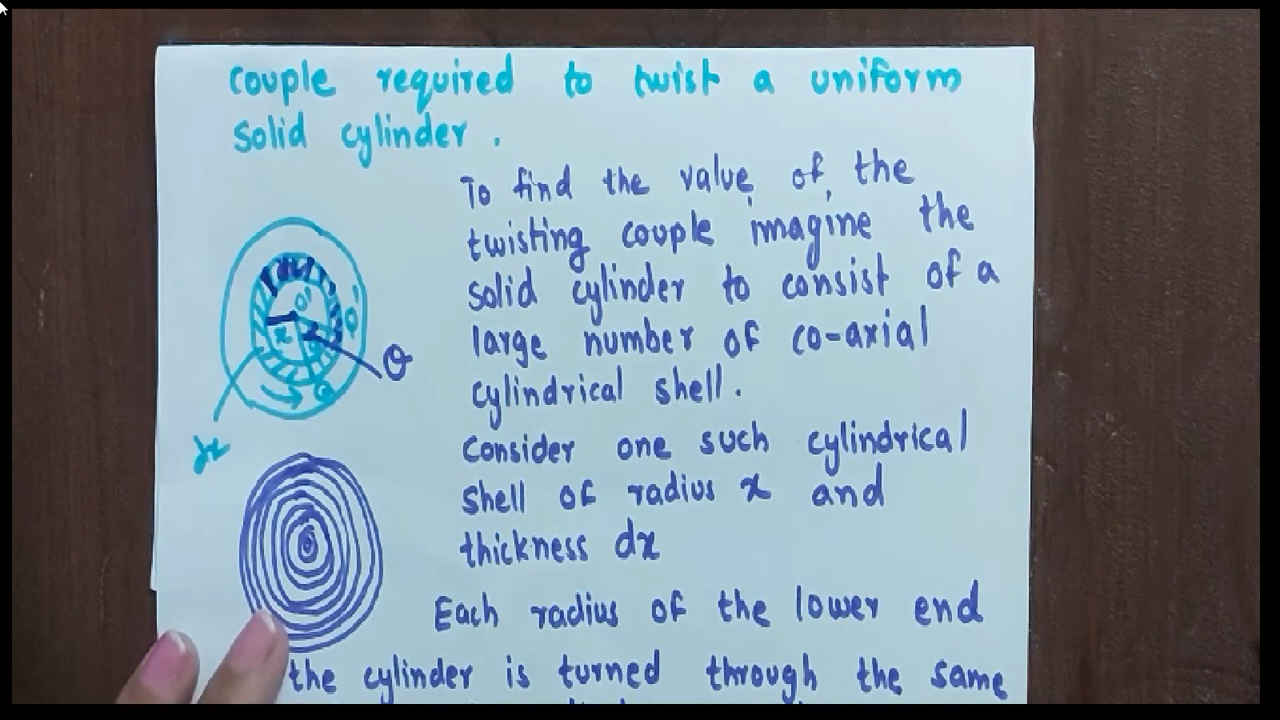 Couple required to twist a uniform
solid cylinder.
To find the value of the
twisting couple imagine the
solid cylinder to consist of a
large number of co-axial
cylindrical shell.
x
θ
Consider one such cylindrical
shell of radius x and
thickness dx
Each radius of the lower end
the cylinder is turned through the same